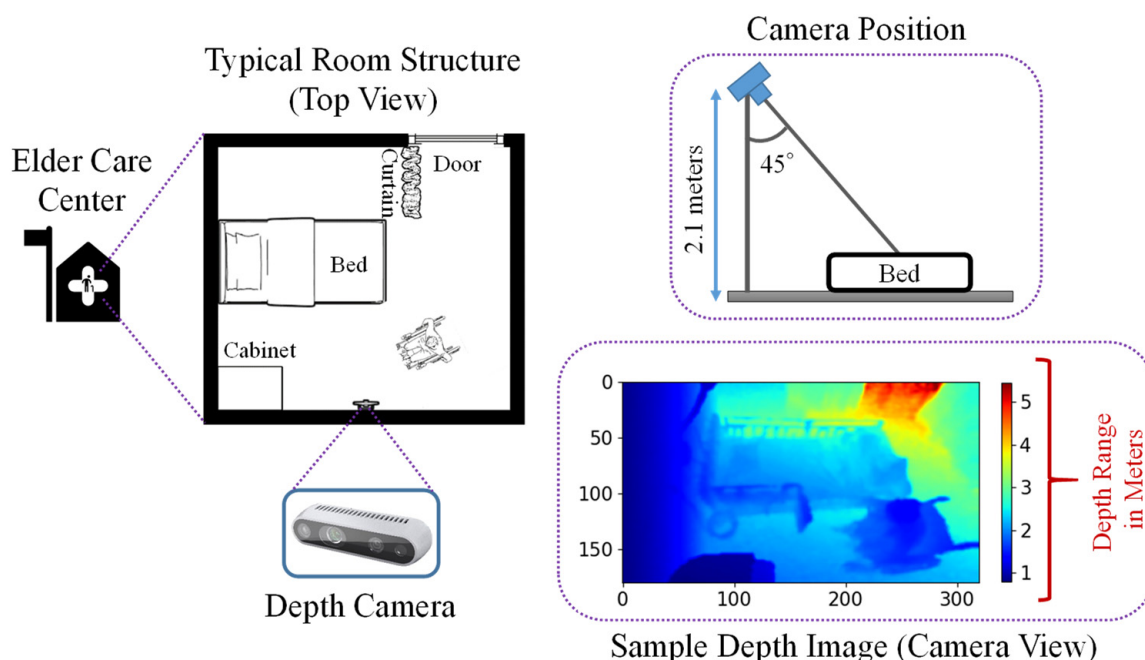 Typical Room Structure
(Top View)
Elder Care
Center
Curtain
Door
Bed
Cabinet
Depth Camera
Camera Position
2.1 meters
45°
Bed
0
50
100
150
0
100
200
300
5
4
3
2
1
Depth Range
in Meters
Sample Depth Image (Camera View)